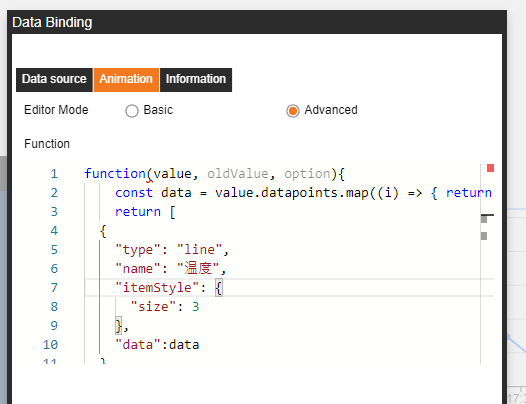 Data Binding
Data source Animation Information
Editor Mode Basic Advanced
Function
1 function(value, oldValue, option){
2 const data = value.datapoints.map((i) => { return
3 return [
4 {
5 "type": "line",
6 "name": "温度",
7 "itemStyle": {
8 "size": 3
9 },
10 "data":data
11 }